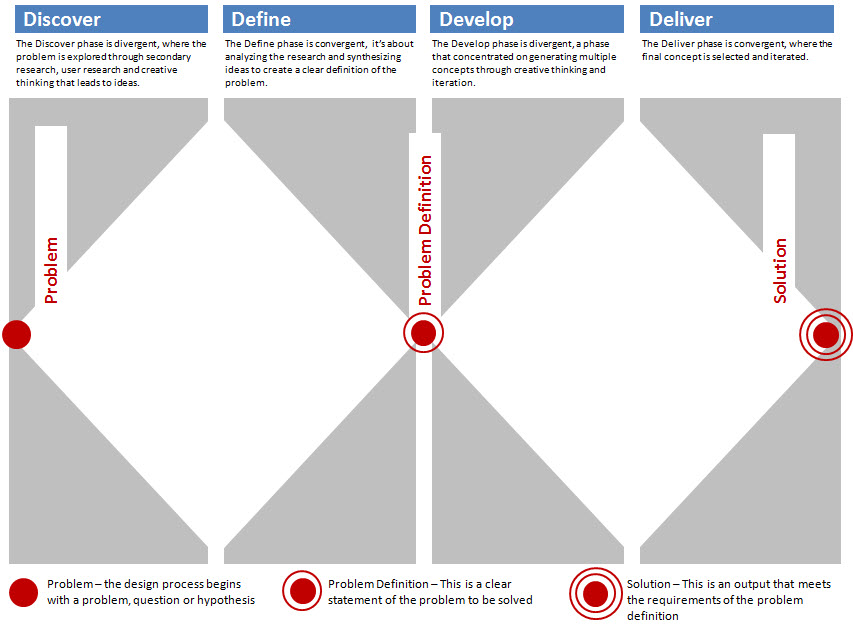 Discover
The Discover phase is divergent, where the
problem is explored through secondary
research, user research and creative
thinking that leads to ideas.
Define
The Define phase is convergent, it's about
analyzing the research and synthesizing
ideas to create a clear definition of the
problem.
Develop
The Develop phase is divergent, a phase
that concentrated on generating multiple
concepts through creative thinking and
iteration.
Deliver
The Deliver phase is convergent, where the
final concept is selected and iterated.
Problem
Problem Definition
Solution
Problem – the design process begins
with a problem, question or hypothesis
Problem Definition – This is a clear
statement of the problem to be solved
Solution – This is an output that meets
the requirements of the problem
definition